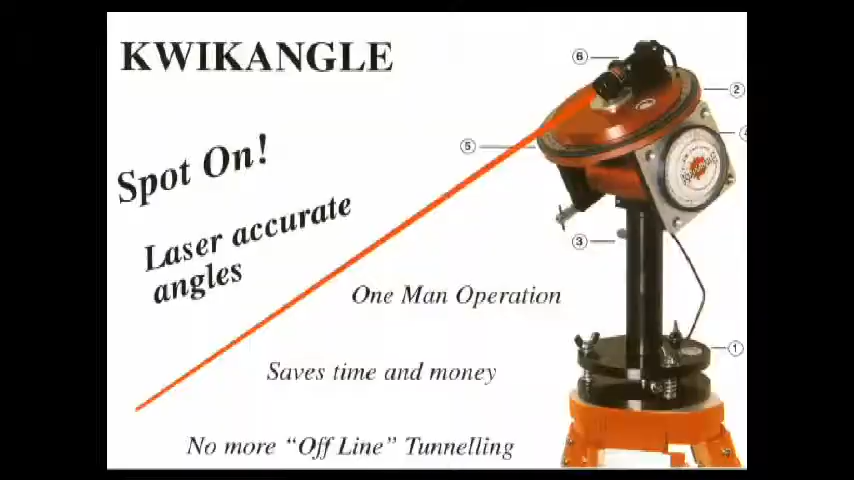 KWIKANGLE
Spot On!
Laser accurate
angles
One Man Operation
Saves time and money
No more “Off Line” Tunnelling
6
2
4
5
3
1